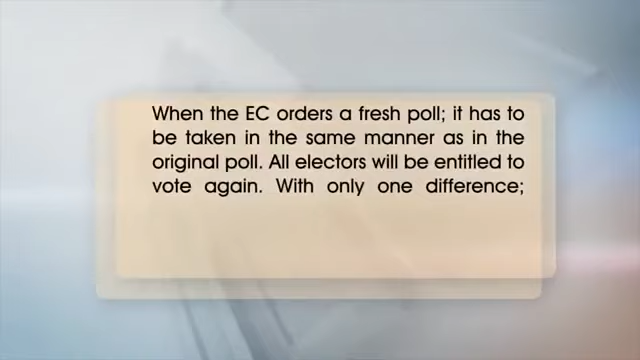 When the EC orders a fresh poll; it has to
be taken in the same manner as in the
original poll. All electors will be entitled to
vote again. With only one difference;